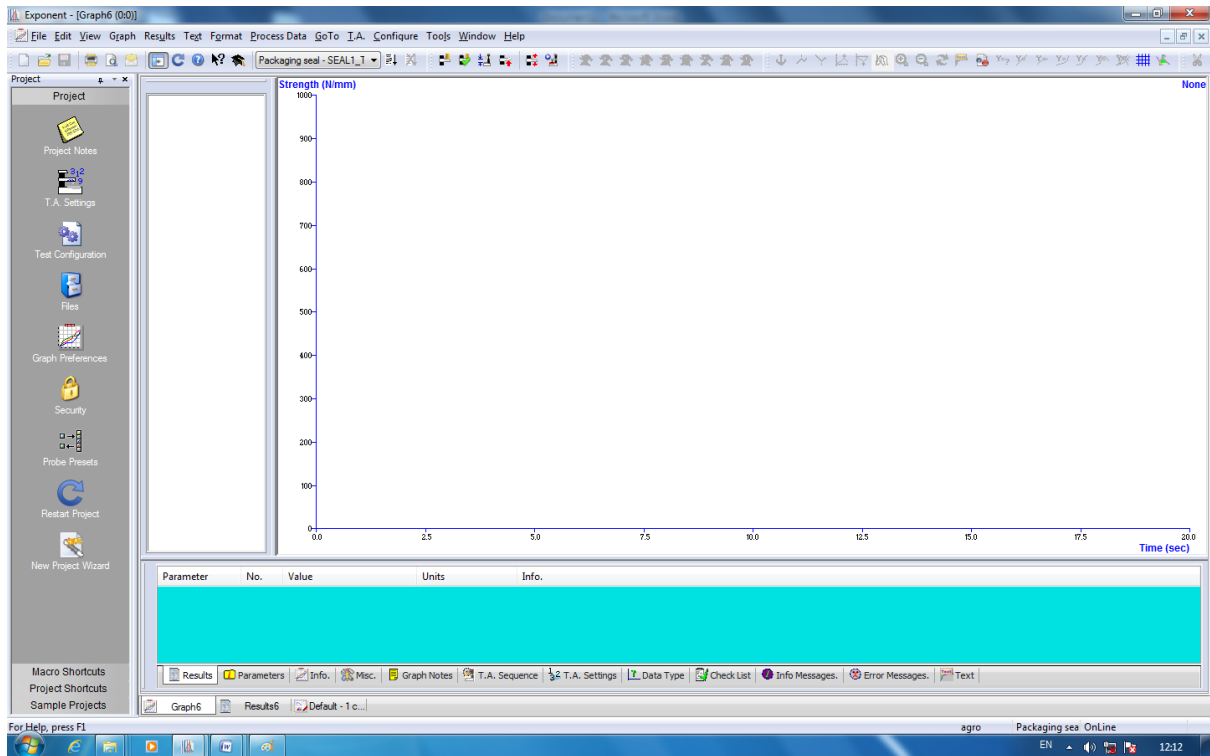 Exponent - [Graph6 (0:0)]
File Edit View Graph Results Text Format Process Data GoTo T.A. Configure Tools Window Help
Packaging seal - SEAL1_T
Project
Project
Project Notes
T.A. Settings
Test Configuration
Files
Graph Preferences
Security
Probe Presets
Restart Project
New Project Wizard
Macro Shortcuts
Project Shortcuts
Sample Projects
Strength (N/mm)
None
1000
900
800
700
600
500
400
300
200
100
0
0.0 2.5 5.0 7.5 10.0 12.5 15.0 17.5 20.0
Time (sec)
Parameter No. Value Units Info.
Results Parameters Info. Misc. Graph Notes T.A. Sequence T.A. Settings Data Type Check List Info Messages. Error Messages. Text
Graph6 Results6 Default - 1 c...
For Help, press F1 agro Packaging sea OnLine
EN 12:12